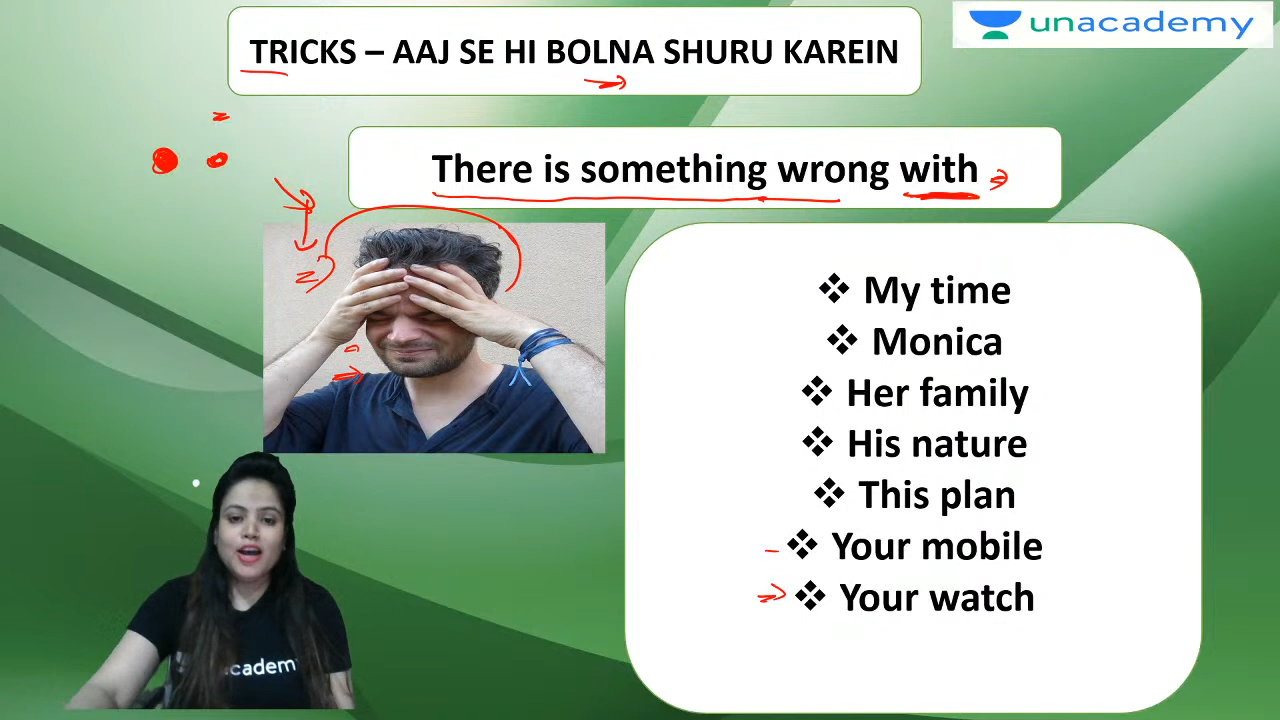 unacademy
TRICKS – AAJ SE HI BOLNA SHURU KAREIN
There is something wrong with
❖ My time
❖ Monica
❖ Her family
❖ His nature
❖ This plan
❖ Your mobile
❖ Your watch
unacademy